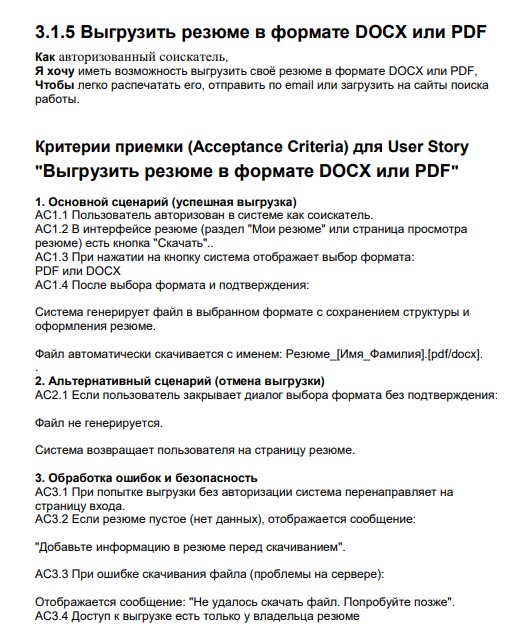 3.1.5 Выгрузить резюме в формате DOCX или PDF
Как авторизованный соискатель,
Я хочу иметь возможность выгрузить своё резюме в формате DOCX или PDF,
Чтобы легко распечатать его, отправить по email или загрузить на сайты поиска
работы.
Критерии приемки (Acceptance Criteria) для User Story
"Выгрузить резюме в формате DOCX или PDF"
1. Основной сценарий (успешная выгрузка)
AC1.1 Пользователь авторизован в системе как соискатель.
AC1.2 В интерфейсе резюме (раздел "Мои резюме" или страница просмотра
резюме) есть кнопка "Скачать"..
AC1.3 При нажатии на кнопку система отображает выбор формата:
PDF или DOCX
AC1.4 После выбора формата и подтверждения:
Система генерирует файл в выбранном формате с сохранением структуры и
оформления резюме.
Файл автоматически скачивается с именем: Резюме_[Имя_Фамилия].[pdf/docx].
.
2. Альтернативный сценарий (отмена выгрузки)
AC2.1 Если пользователь закрывает диалог выбора формата без подтверждения:
Файл не генерируется.
Система возвращает пользователя на страницу резюме.
3. Обработка ошибок и безопасность
AC3.1 При попытке выгрузки без авторизации система перенаправляет на
страницу входа.
AC3.2 Если резюме пустое (нет данных), отображается сообщение:
"Добавьте информацию в резюме перед скачиванием".
AC3.3 При ошибке скачивания файла (проблемы на сервере):
Отображается сообщение: "Не удалось скачать файл. Попробуйте позже".
AC3.4 Доступ к выгрузке есть только у владельца резюме